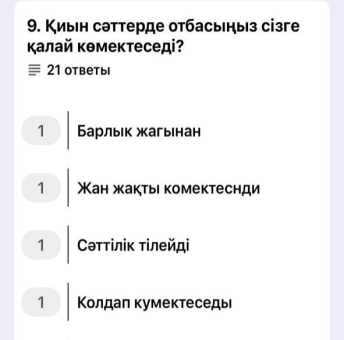 9. Қиын сәттерде отбасыңыз сізге
қалай көмектеседі?
21 ответы
1 Барлык жагынан
1 Жан жақты комектеснди
1 Сәттілік тілейді
1 Колдап кумектеседы